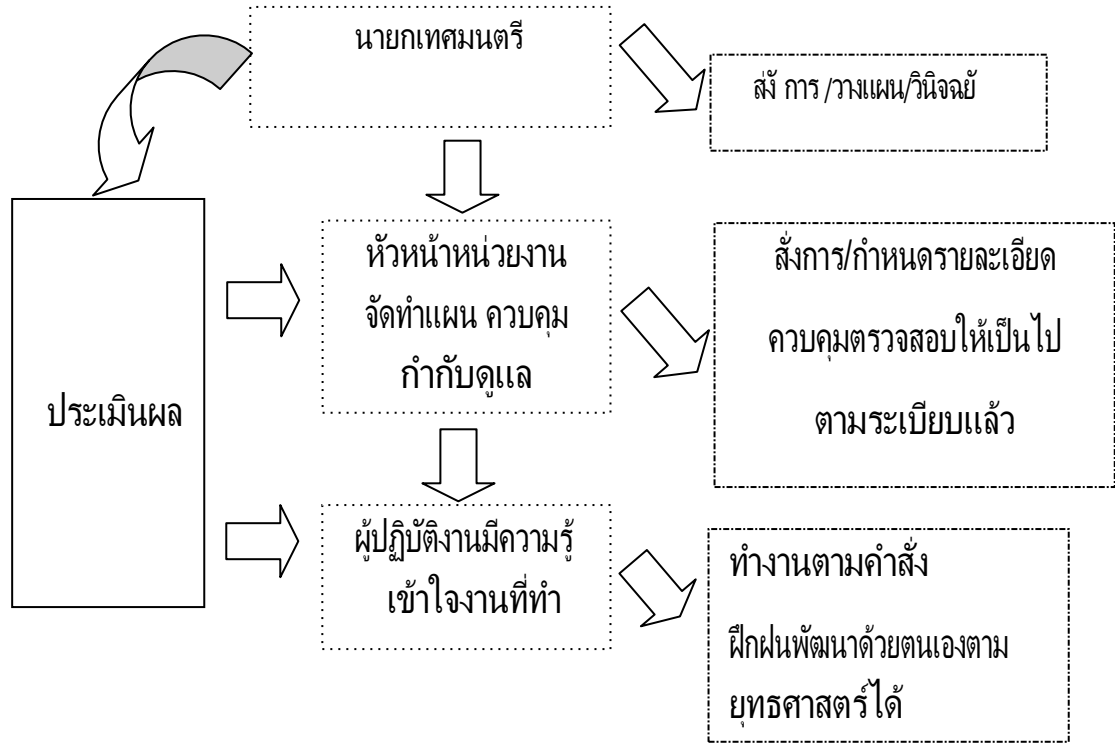 นายกเทศมนตรี
สั่ง การ /วางแผน/วินิจฉัย
หัวหน้าหน่วยงาน
จัดทำแผน ควบคุม
กำกับดูแล
สั่งการ/กำหนดรายละเอียด
ควบคุมตรวจสอบให้เป็นไป
ตามระเบียบแล้ว
ประเมินผล
ผู้ปฏิบัติงานมีความรู้
เข้าใจงานที่ทำ
ทำงานตามคำสั่ง
ฝึกฝนพัฒนาด้วยตนเองตาม
ยุทธศาสตร์ได้